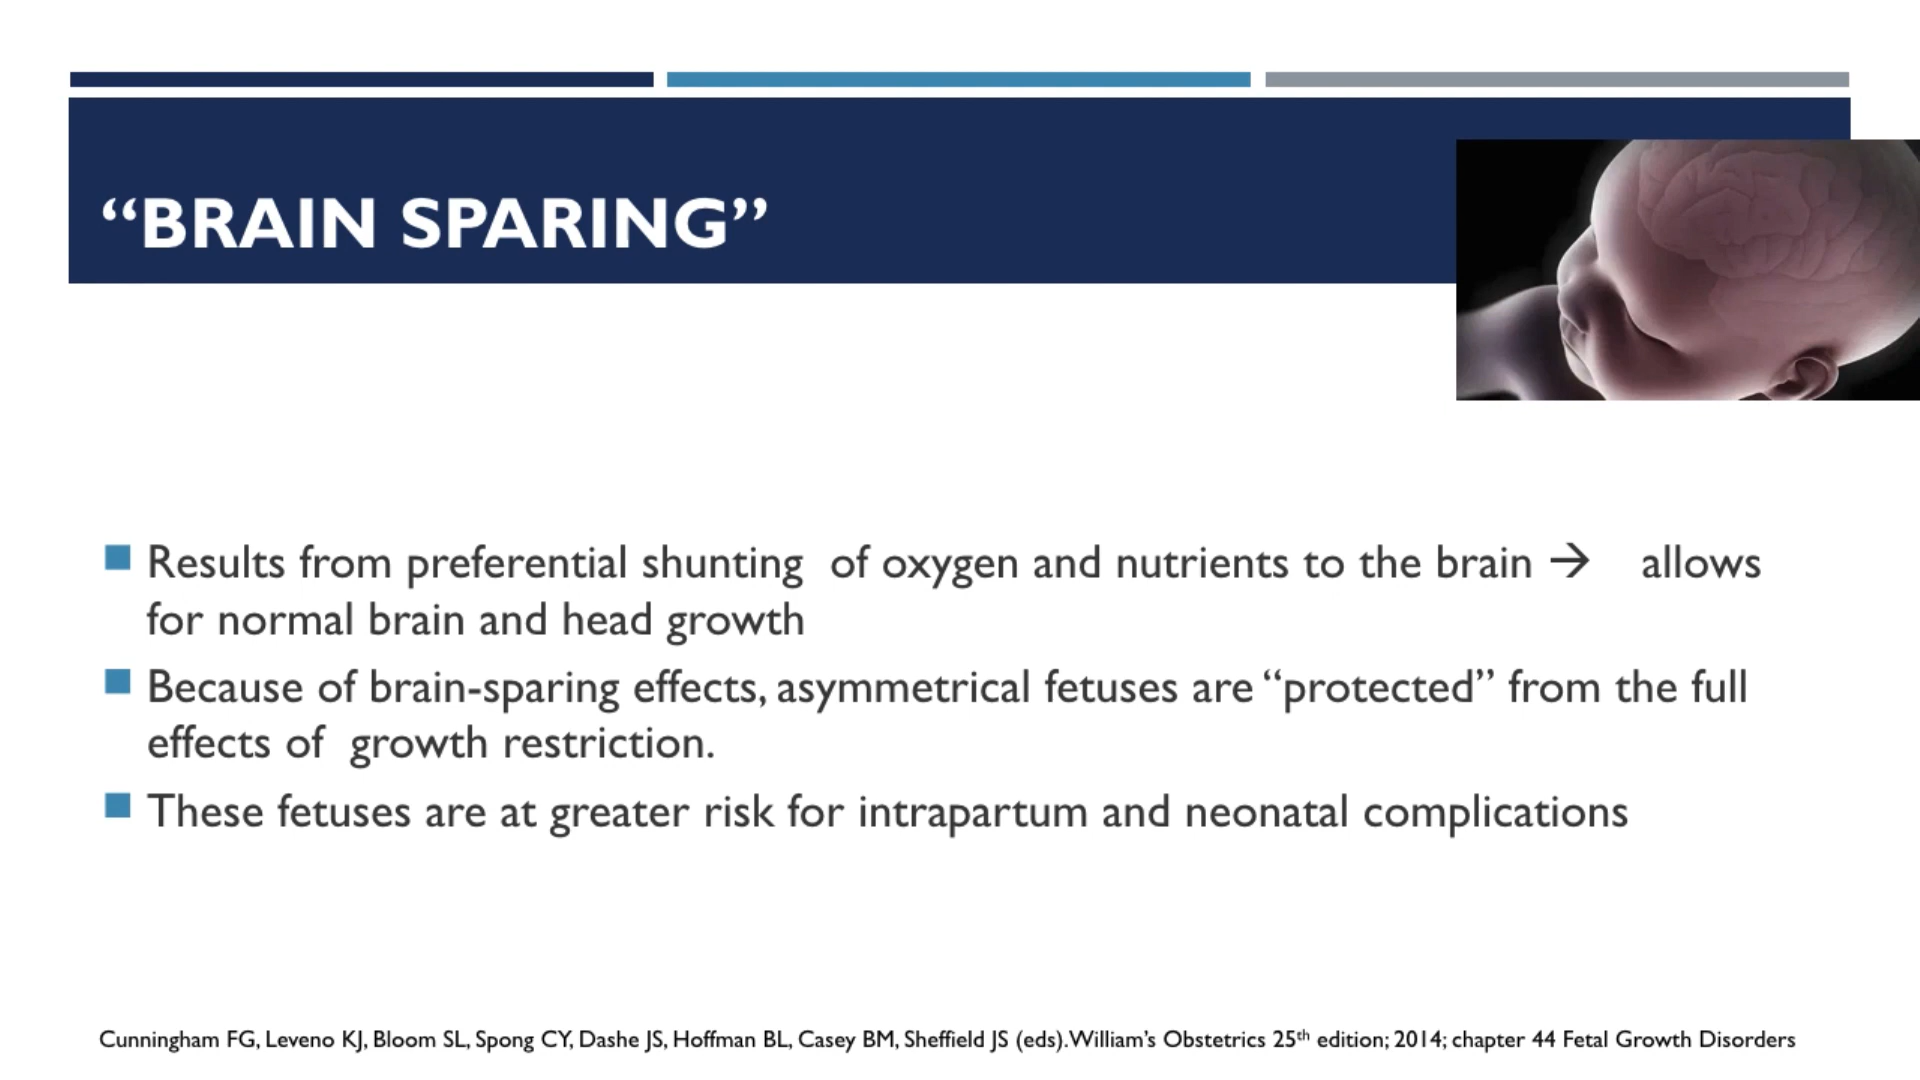 “BRAIN SPARING”
Results from preferential shunting of oxygen and nutrients to the brain → allows
for normal brain and head growth
Because of brain-sparing effects, asymmetrical fetuses are “protected” from the full
effects of growth restriction.
These fetuses are at greater risk for intrapartum and neonatal complications
Cunningham FG, Leveno KJ, Bloom SL, Spong CY, Dashe JS, Hoffman BL, Casey BM, Sheffield JS (eds).William’s Obstetrics 25th edition; 2014; chapter 44 Fetal Growth Disorders